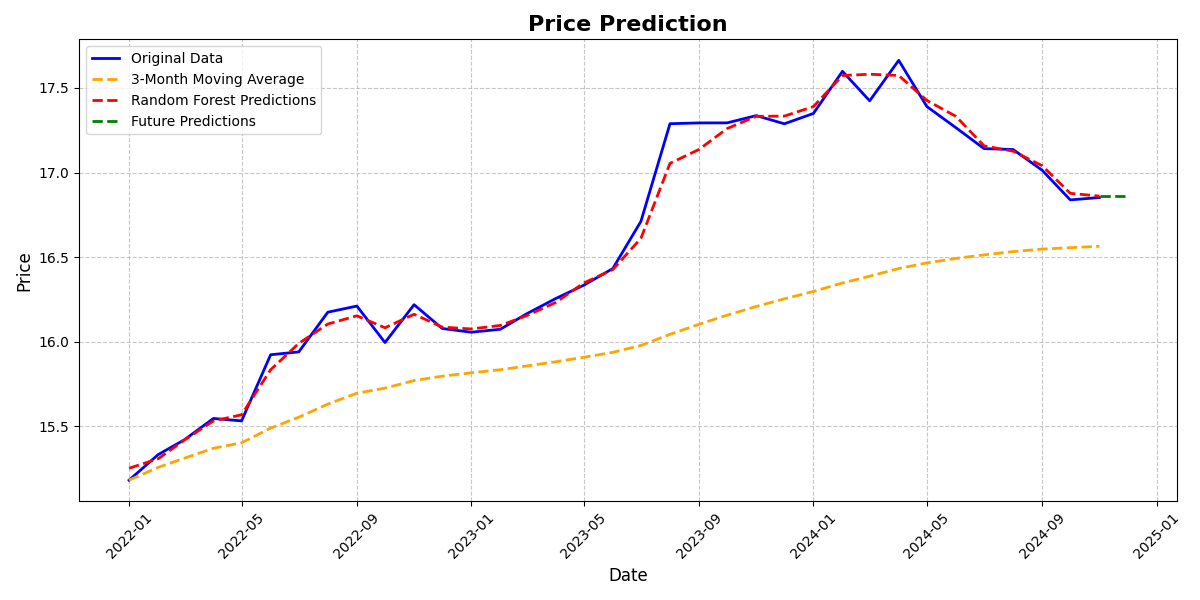 Price Prediction
Original Data
3-Month Moving Average
Random Forest Predictions
Future Predictions
Price
17.5
17.0
16.5
16.0
15.5
2022-01
2022-05
2022-09
2023-01
2023-05
2023-09
2024-01
2024-05
2024-09
2025-01
Date